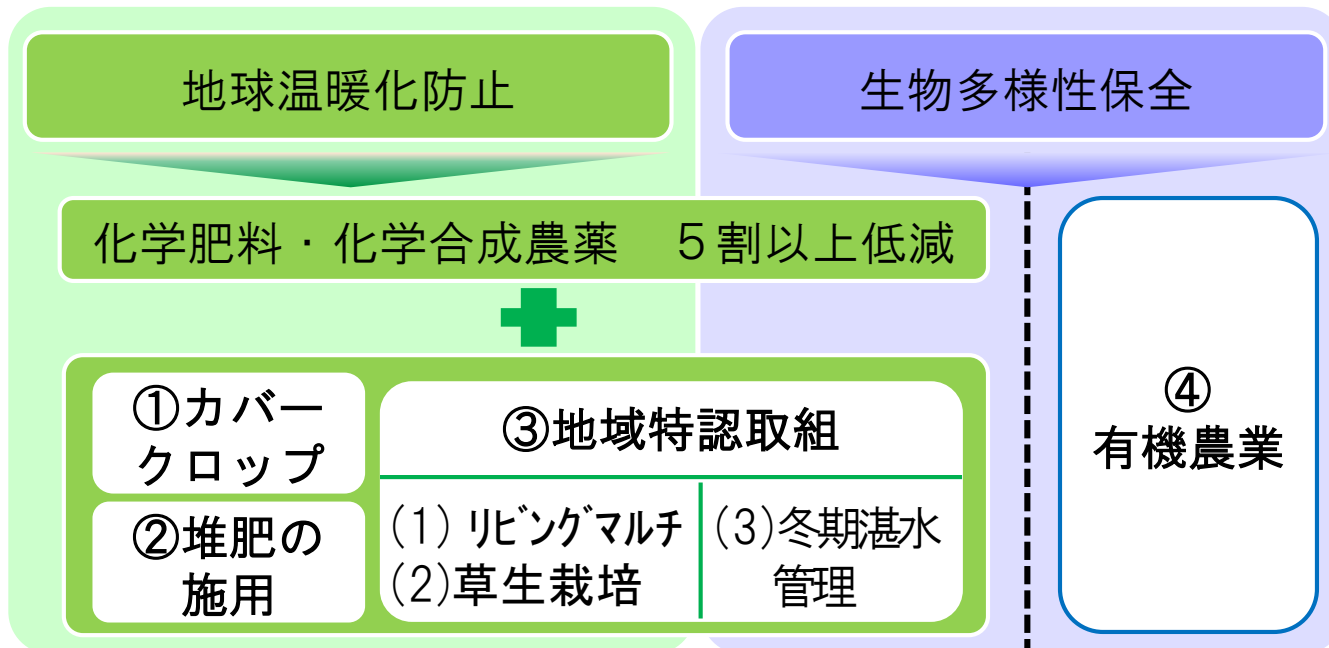 地球温暖化防止
生物多様性保全
化学肥料・化学合成農薬　５割以上低減
①カバー
クロップ
②堆肥の
施用
③地域特認取組
(1) ﾘﾋﾞﾝｸﾞﾏﾙﾁ
(2)草生栽培
(3)冬期湛水
管理
④
有機農業